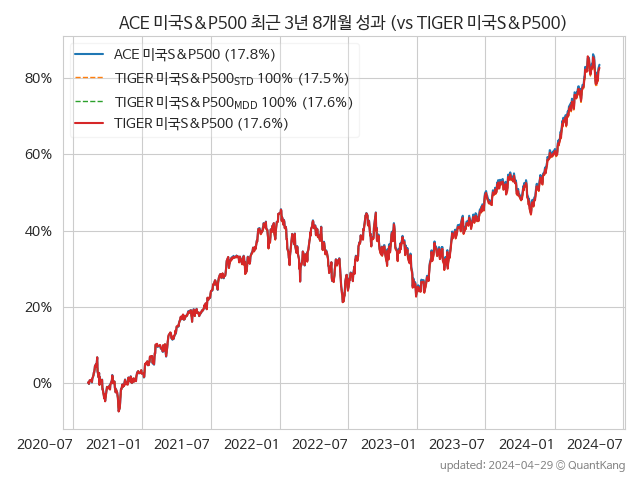 ACE 미국S&P500 최근 3년 8개월 성과 (vs TIGER 미국S&P500)
ACE 미국S&P500 (17.8%)
TIGER 미국S&P500STD 100% (17.5%)
TIGER 미국S&P500MDD 100% (17.6%)
TIGER 미국S&P500 (17.6%)
80%
60%
40%
20%
0%
2020-07 2021-01 2021-07 2022-01 2022-07 2023-01 2023-07 2024-01 2024-07
updated: 2024-04-29 © QuantKang